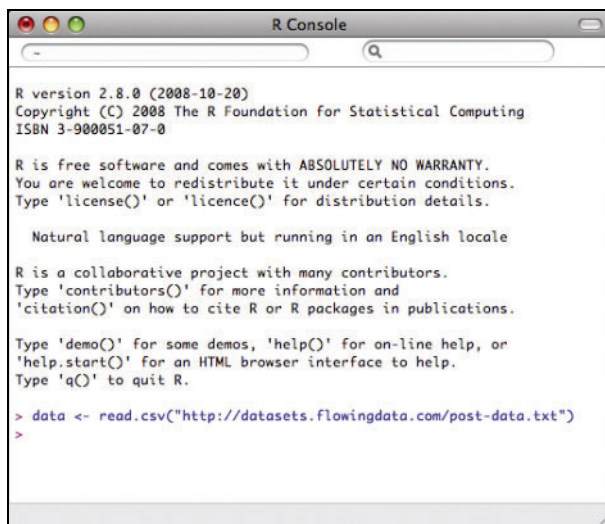 R Console
~
R version 2.8.0 (2008-10-20)
Copyright (C) 2008 The R Foundation for Statistical Computing
ISBN 3-900051-07-0
R is free software and comes with ABSOLUTELY NO WARRANTY.
You are welcome to redistribute it under certain conditions.
Type 'license()' or 'licence()' for distribution details.
Natural language support but running in an English locale
R is a collaborative project with many contributors.
Type 'contributors()' for more information and
'citation()' on how to cite R or R packages in publications.
Type 'demo()' for some demos, 'help()' for on-line help, or
'help.start()' for an HTML browser interface to help.
Type 'q()' to quit R.
> data <- read.csv("http://datasets.flowingdata.com/post-data.txt")
>